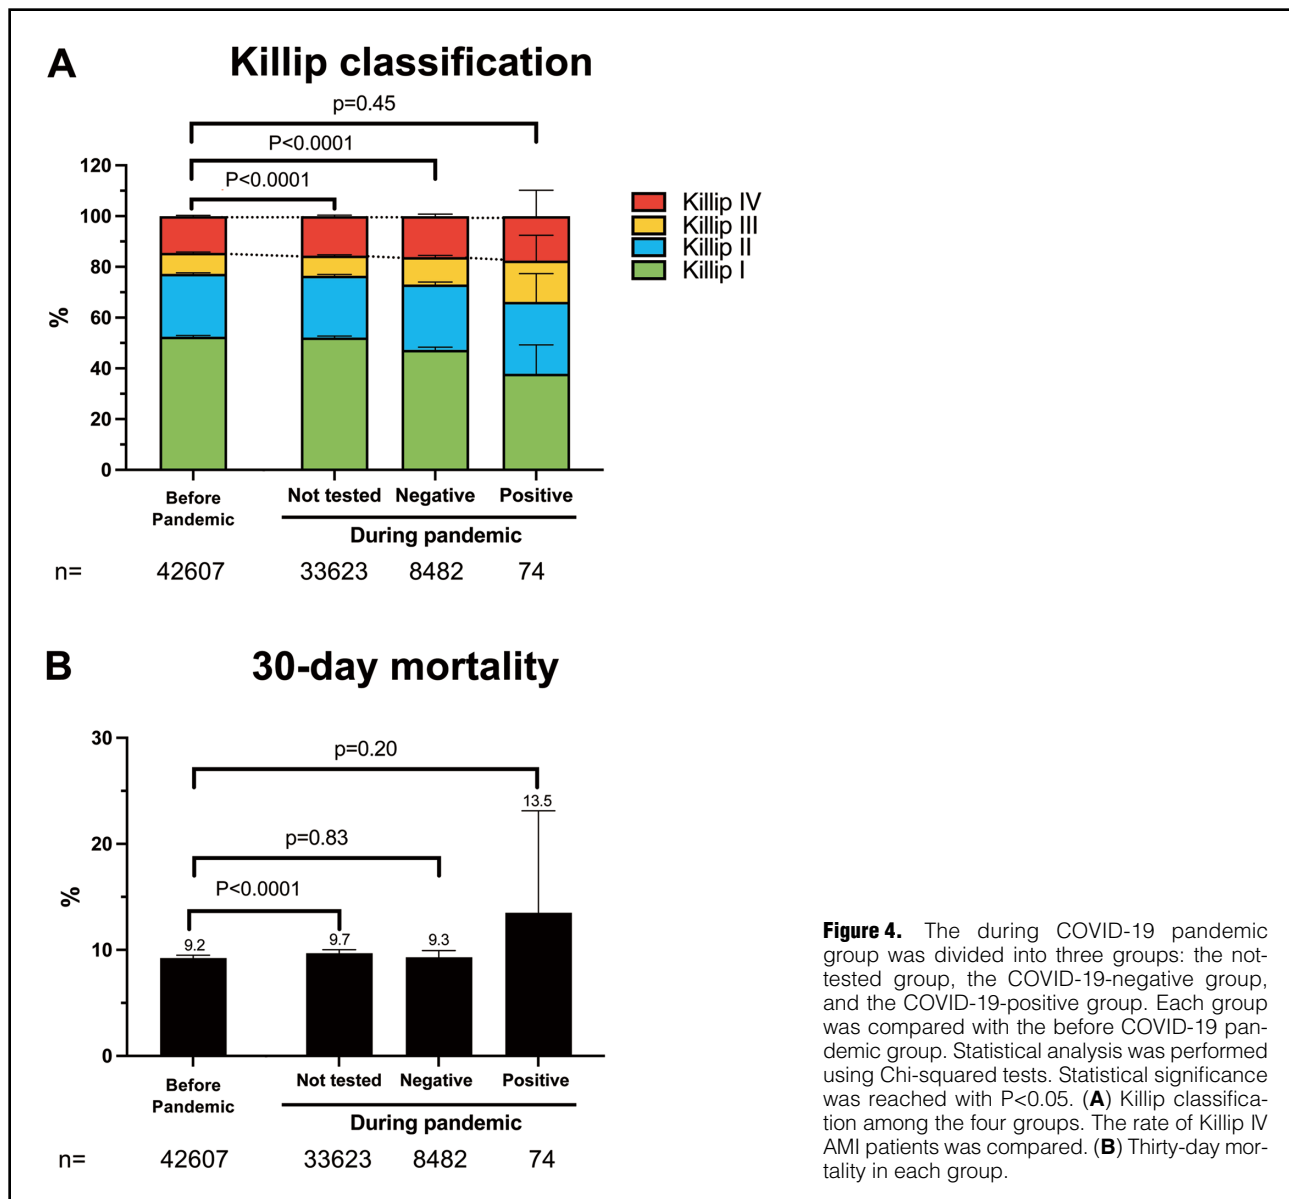 A
Killip classification
p=0.45
P<0.0001
P<0.0001
120
100
80
60
40
20
0
%
Killip IV
Killip III
Killip II
Killip I
Before
Pandemic
Not tested Negative Positive
During pandemic
n= 42607 33623 8482 74
B
30-day mortality
p=0.20
p=0.83
P<0.0001
30
20
10
0
%
9.2
9.7
9.3
13.5
Before
Pandemic
Not tested Negative Positive
During pandemic
n= 42607 33623 8482 74
Figure 4. The during COVID-19 pandemic
group was divided into three groups: the not-
tested group, the COVID-19-negative group,
and the COVID-19-positive group. Each group
was compared with the before COVID-19 pan-
demic group. Statistical analysis was performed
using Chi-squared tests. Statistical significance
was reached with P<0.05. (A) Killip classifica-
tion among the four groups. The rate of Killip IV
AMI patients was compared. (B) Thirty-day mor-
tality in each group.